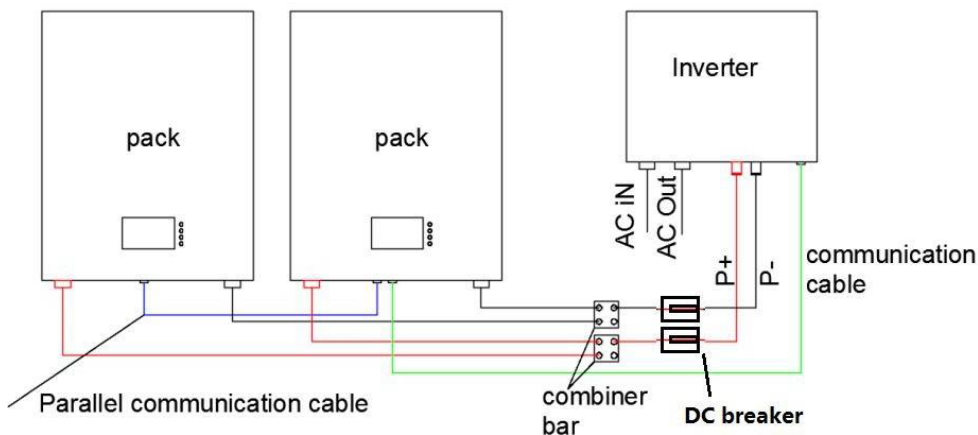 Inverter
pack
pack
AC iN
AC Out
P+
P-
communication
cable
Parallel communication cable
combiner
bar
DC breaker